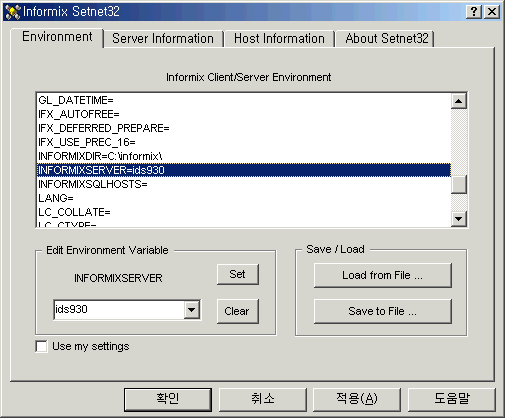 Informix Setnet32
Environment
Server Information
Host Information
About Setnet32
Informix Client/Server Environment
GL_DATETIME=
IFX_AUTOFREE=
IFX_DEFERRED_PREPARE=
IFX_USE_PREC_16=
INFORMIXDIR=C:\informix\
INFORMIXSERVER=ids930
INFORMIXSQLHOSTS=
LANG=
LC_COLLATE=
LC_CTYPE=
Edit Environment Variable
INFORMIXSERVER
Set
ids930
Clear
Save / Load
Load from File ...
Save to File ...
Use my settings
확인
취소
적용(A)
도움말